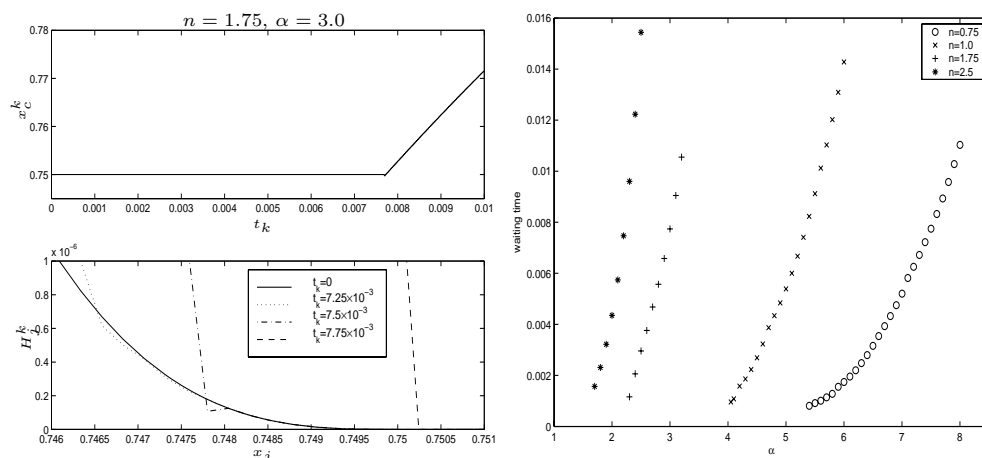 n = 1.75, α = 3.0
0.78
0.77
0.76
0.75
x_c^k
0 0.001 0.002 0.003 0.004 0.005 0.006 0.007 0.008 0.009 0.01
t_k
x 10^-6
1
0.8
0.6
0.4
0.2
0
H_j^k
t_k=0
t_k=7.25×10^-3
t_k=7.5×10^-3
t_k=7.75×10^-3
0.746 0.7465 0.747 0.7475 0.748 0.7485 0.749 0.7495 0.75 0.7505 0.751
x_j
0.016
0.014
0.012
0.01
0.008
0.006
0.004
0.002
0
waiting time
n=0.75
n=1.0
n=1.75
n=2.5
1 2 3 4 5 6 7 8
α